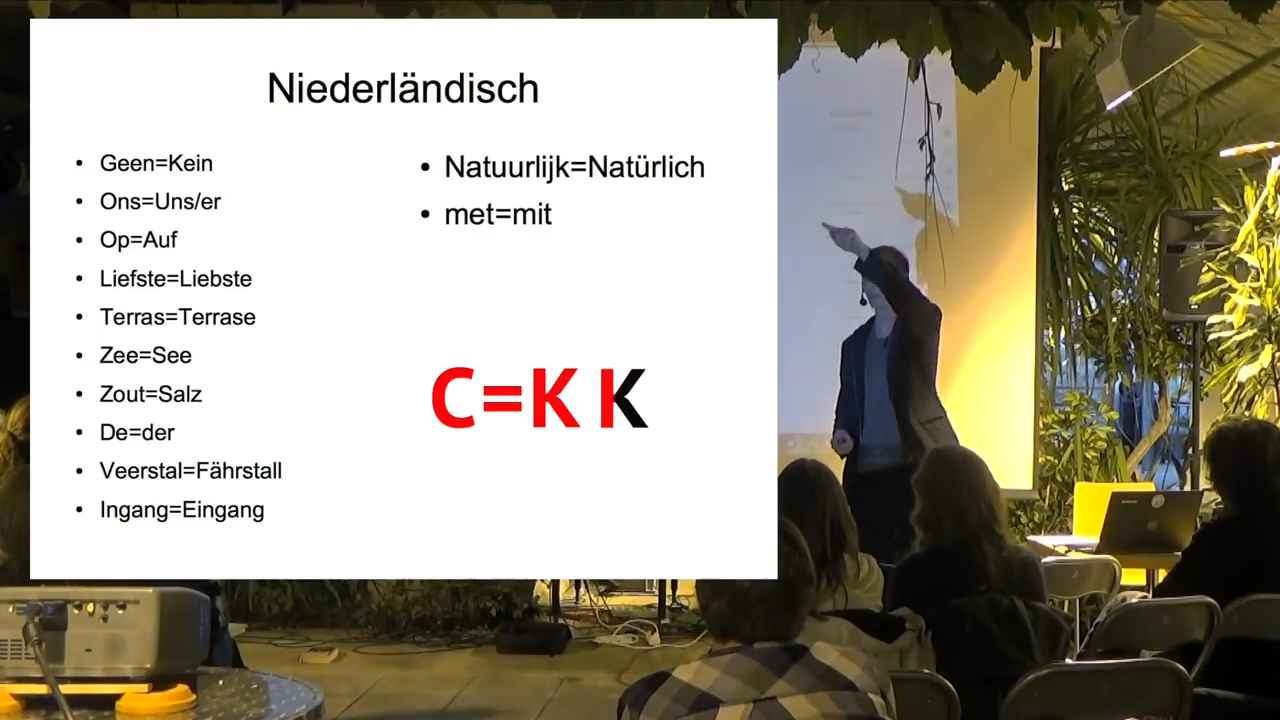 Niederländisch
• Geen=Kein
• Ons=Uns/er
• Op=Auf
• Liefste=Liebste
• Terras=Terrase
• Zee=See
• Zout=Salz
• De=der
• Veerstal=Fährstall
• Ingang=Eingang
• Natuurlijk=Natürlich
• met=mit
C=K K